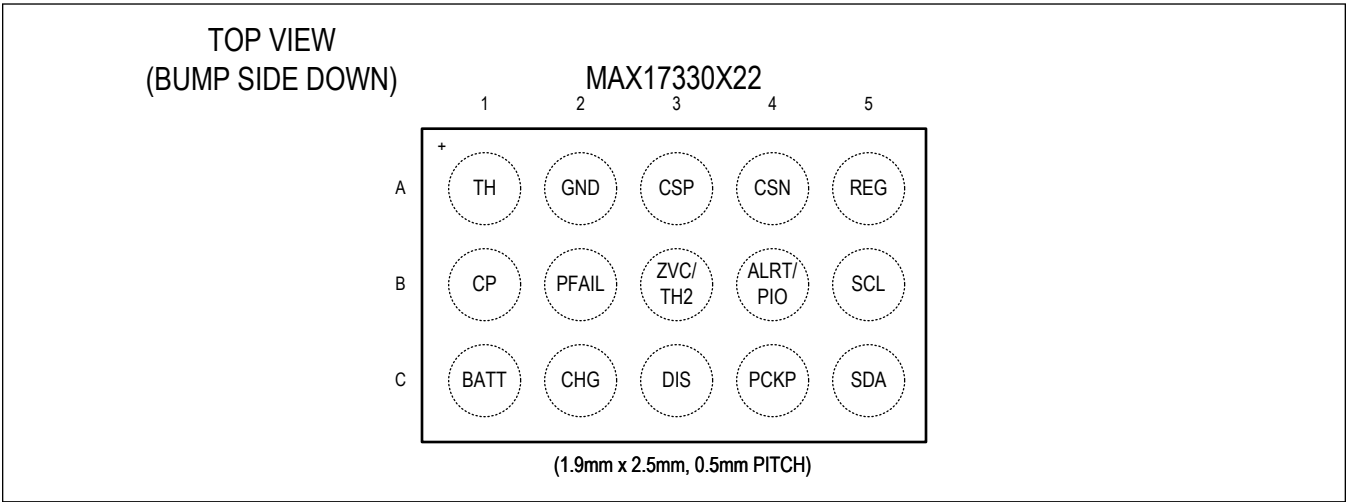 TOP VIEW
(BUMP SIDE DOWN)
MAX17330X22
1 2 3 4 5
+
A TH GND CSP CSN REG
B CP PFAIL ZVC/ TH2 ALRT/ PIO SCL
C BATT CHG DIS PCKP SDA
(1.9mm x 2.5mm, 0.5mm PITCH)